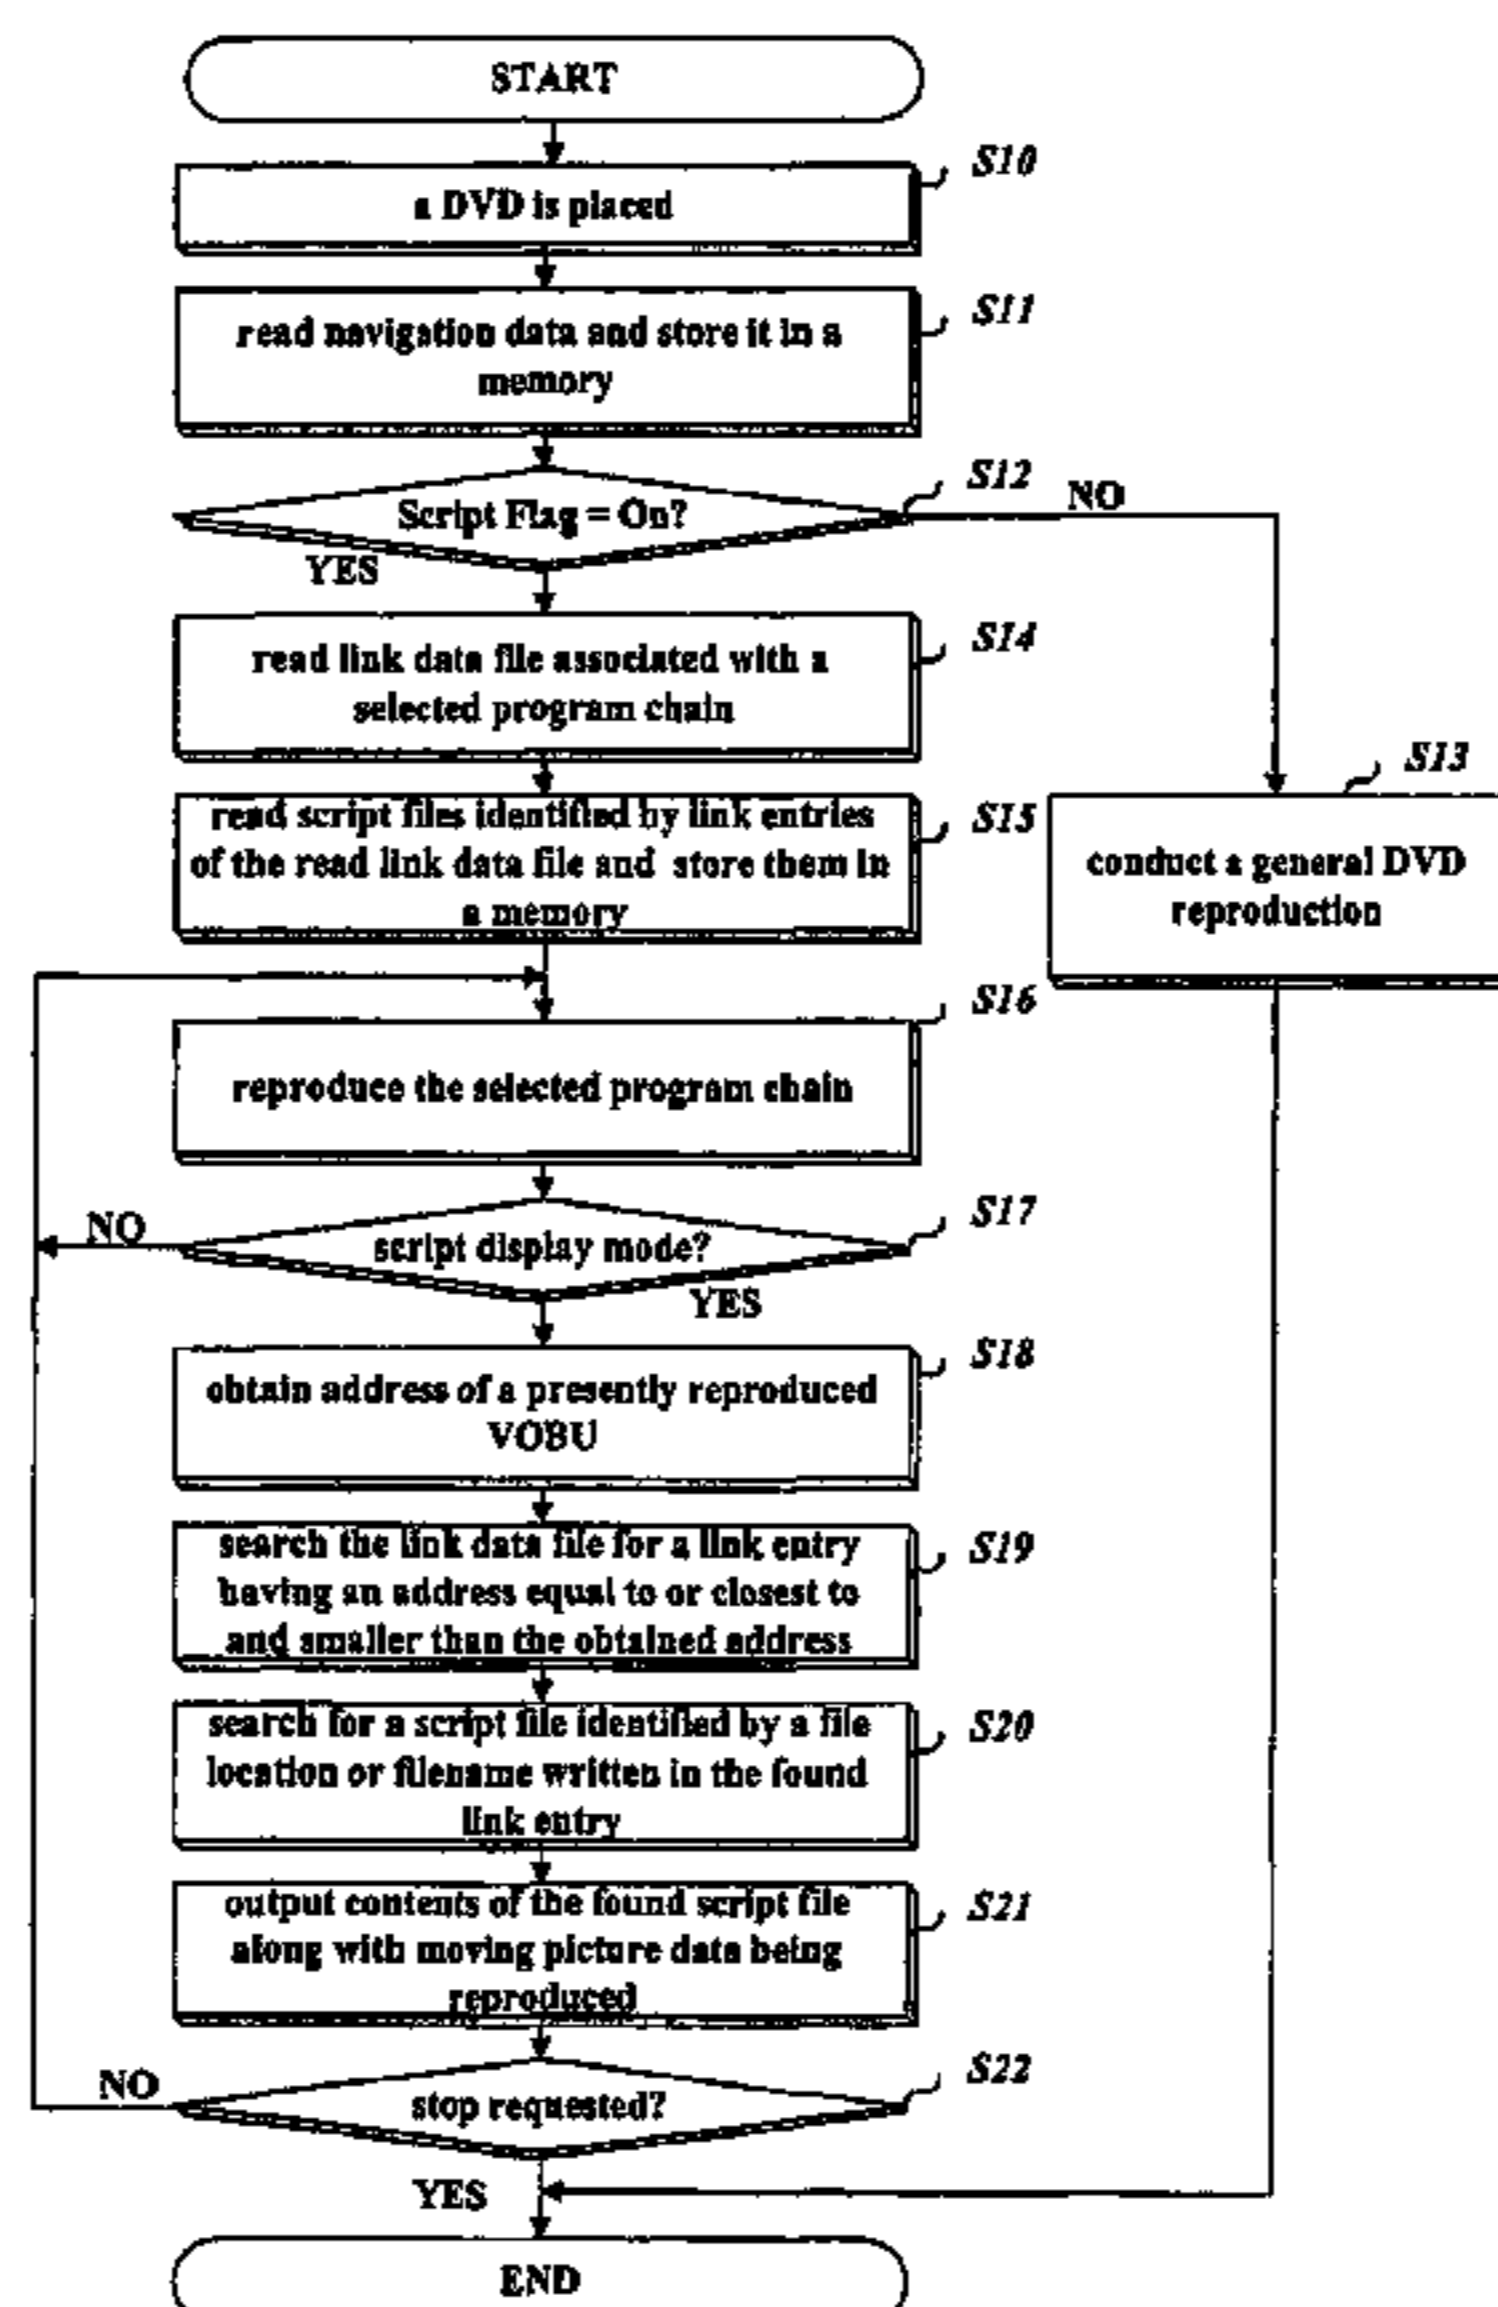 START
S10
a DVD is placed
S11
read navigation data and store it in a
memory
S12
NO
Script Flag = On?
YES
S14
read link data file associated with a
selected program chain
S13
conduct a general DVD
reproduction
S15
read script files identified by link entries
of the read link data file and store them in
a memory
S16
reproduce the selected program chain
S17
NO
script display mode?
YES
S18
obtain address of a presently reproduced
VOBU
S19
search the link data file for a link entry
having an address equal to or closest to
and smaller than the obtained address
S20
search for a script file identified by a file
location or filename written in the found
link entry
S21
output contents of the found script file
along with moving picture data being
reproduced
S22
NO
stop requested?
YES
END